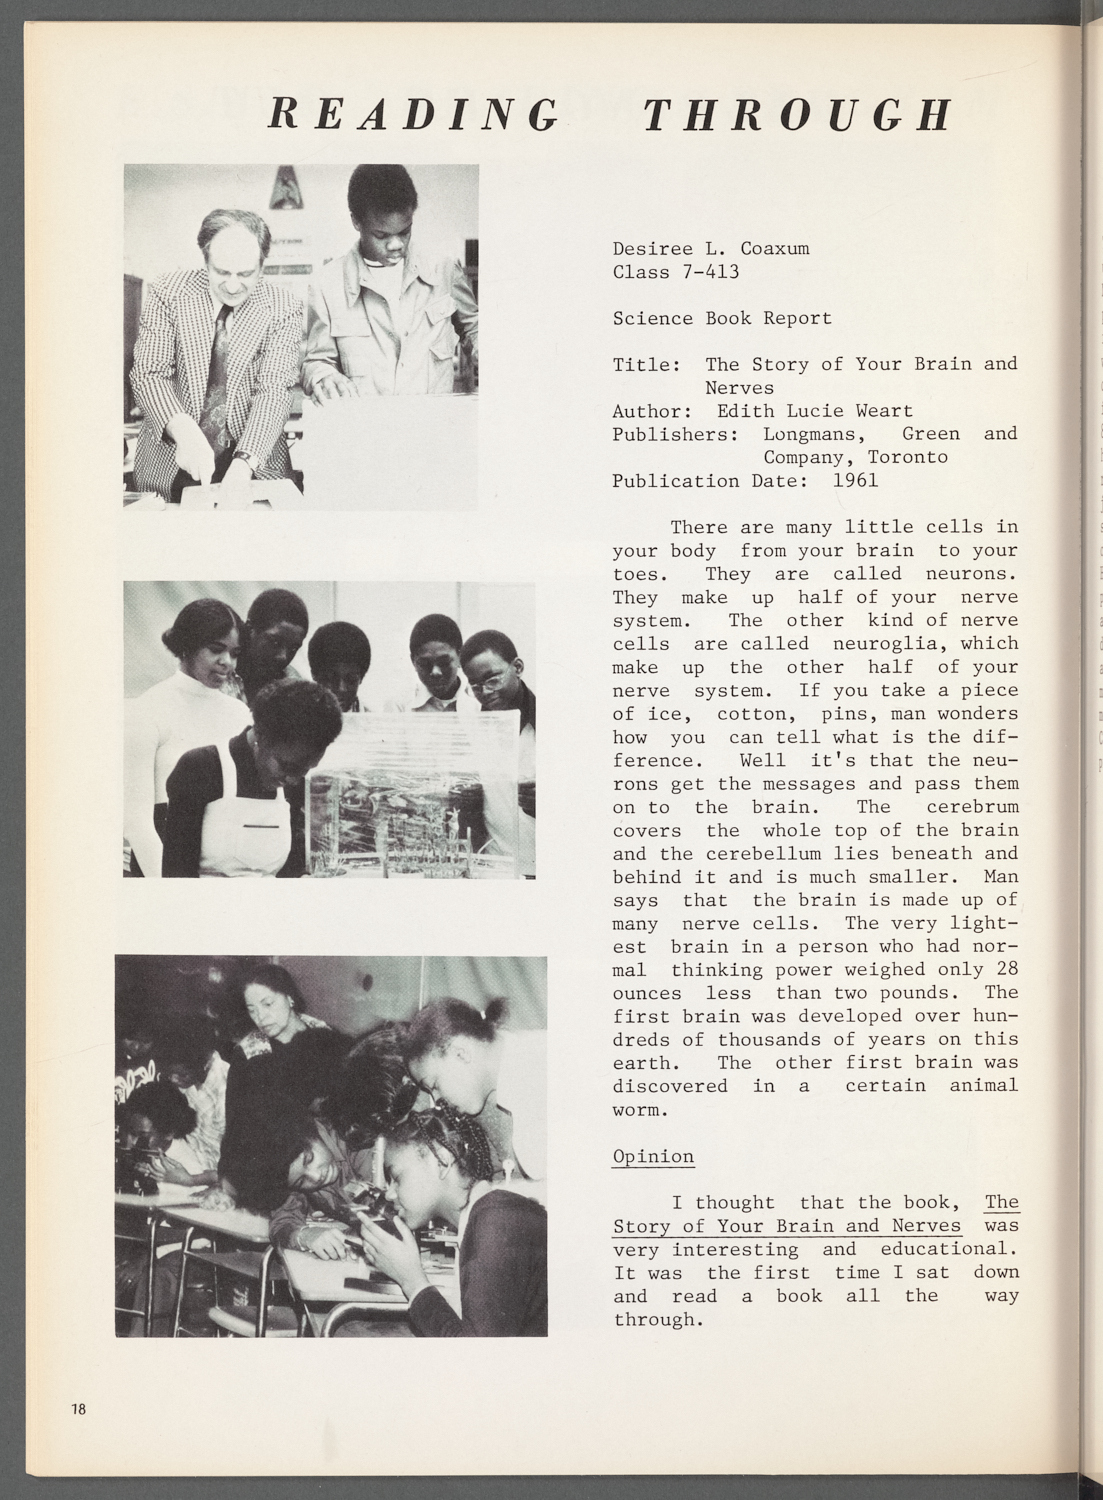 READING THROUGH
Desiree L. Coaxum
Class 7-413
Science Book Report
Title: The Story of Your Brain and
Nerves
Author: Edith Lucie Weart
Publishers: Longmans, Green and
Company, Toronto
Publication Date: 1961
There are many little cells in
your body from your brain to your
toes. They are called neurons.
They make up half of your nerve
system. The other kind of nerve
cells are called neuroglia, which
make up the other half of your
nerve system. If you take a piece
of ice, cotton, pins, man wonders
how you can tell what is the dif-
ference. Well it's that the neu-
rons get the messages and pass them
on to the brain. The cerebrum
covers the whole top of the brain
and the cerebellum lies beneath and
behind it and is much smaller. Man
says that the brain is made up of
many nerve cells. The very light-
est brain in a person who had nor-
mal thinking power weighed only 28
ounces less than two pounds. The
first brain was developed over hun-
dreds of thousands of years on this
earth. The other first brain was
discovered in a certain animal
worm.
Opinion
I thought that the book, The
Story of Your Brain and Nerves was
very interesting and educational.
It was the first time I sat down
and read a book all the way
through.
18